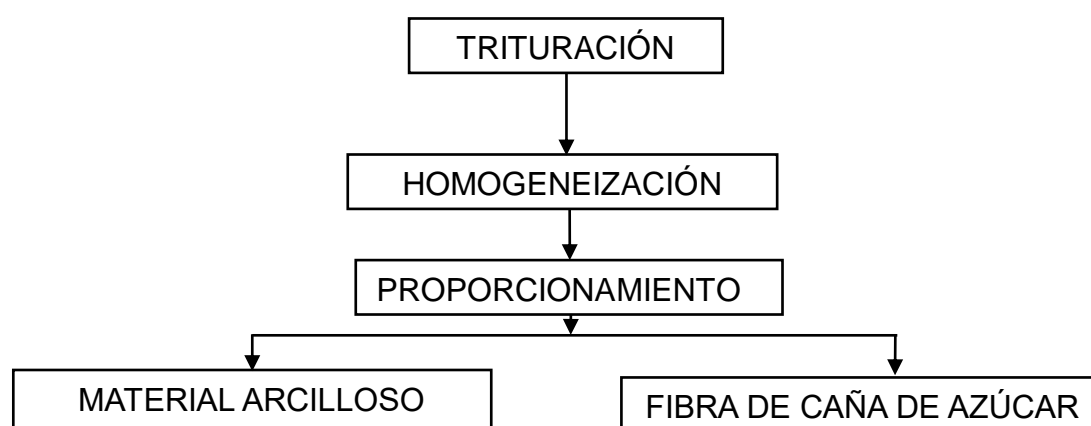 TRITURACIÓN
HOMOGENEIZACIÓN
PROPORCIONAMIENTO
MATERIAL ARCILLOSO
FIBRA DE CAÑA DE AZÚCAR